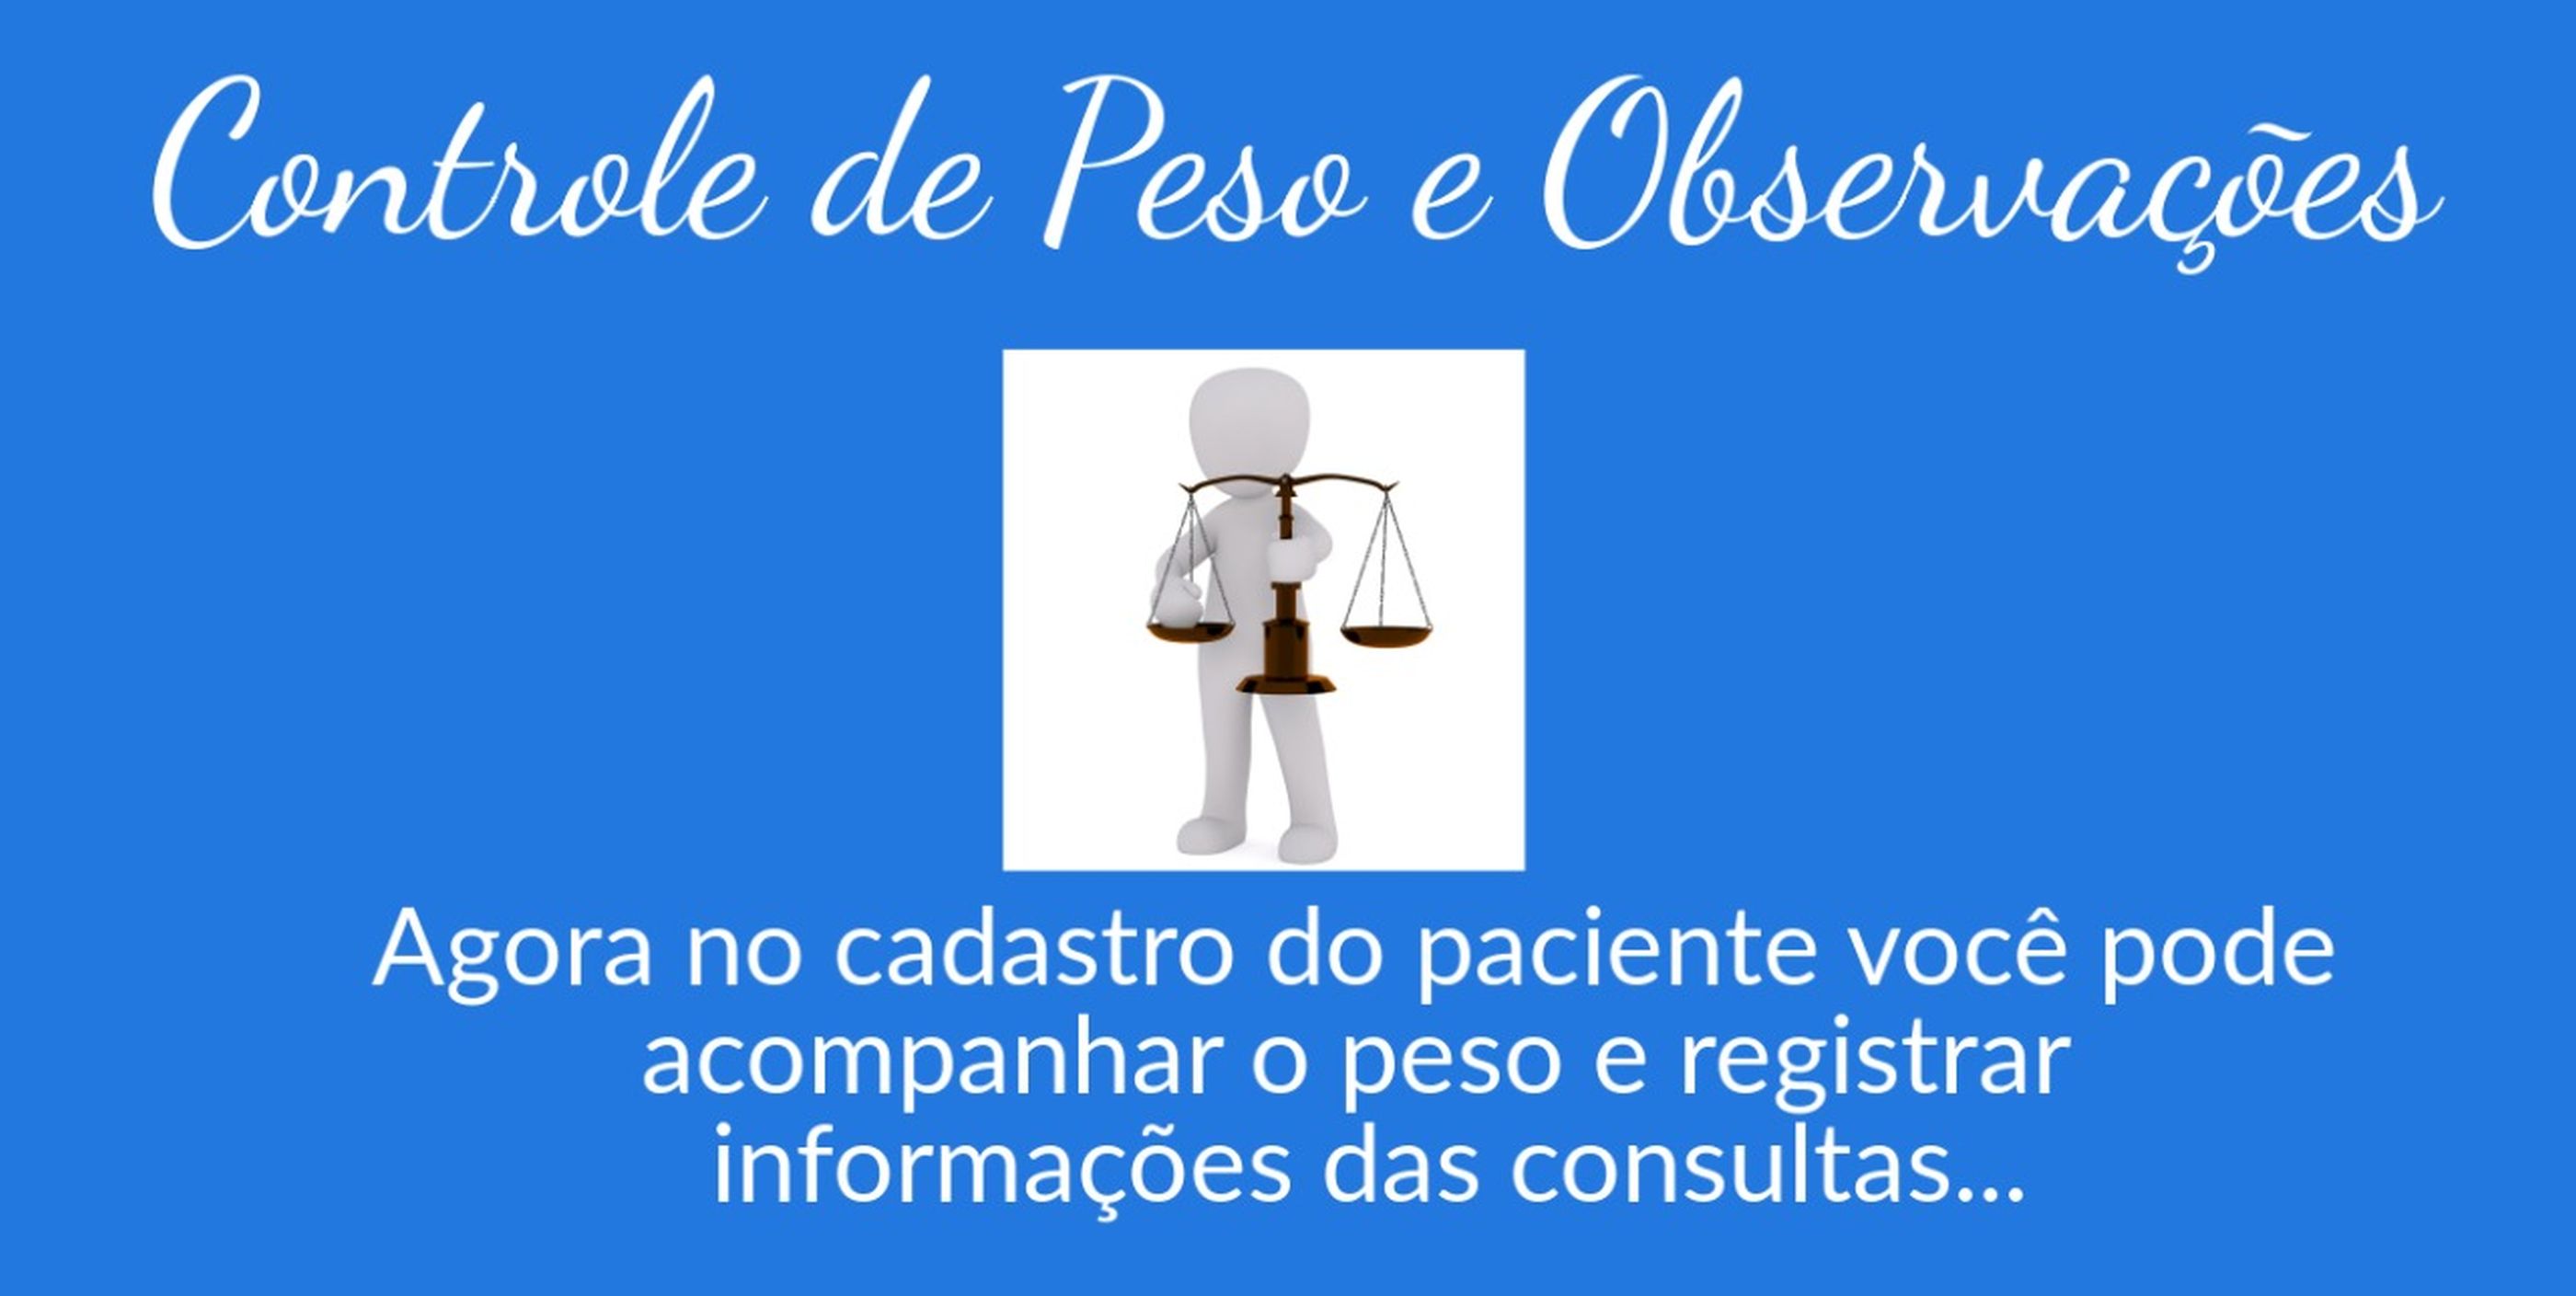 Controle de Peso e Observações
Agora no cadastro do paciente você pode
acompanhar o peso e registrar
informações das consultas...